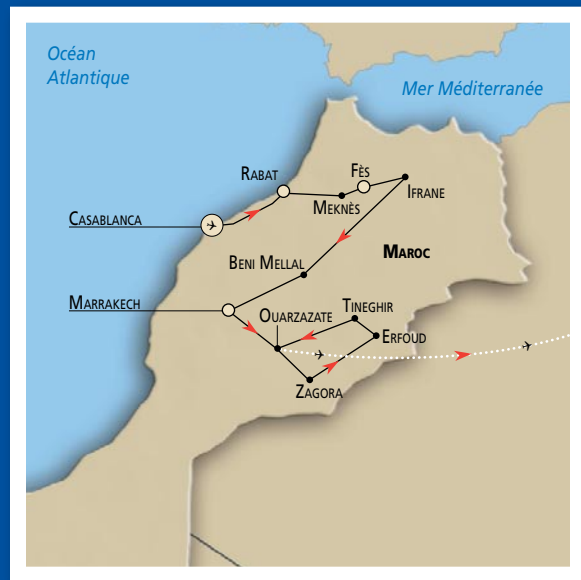 Océan
Atlantique
Mer Méditerranée
Fès
Rabat
Ifrane
Meknès
Casablanca
Maroc
Beni Mellal
Marrakech
Tineghir
Ouarzazate
Erfoud
Zagora